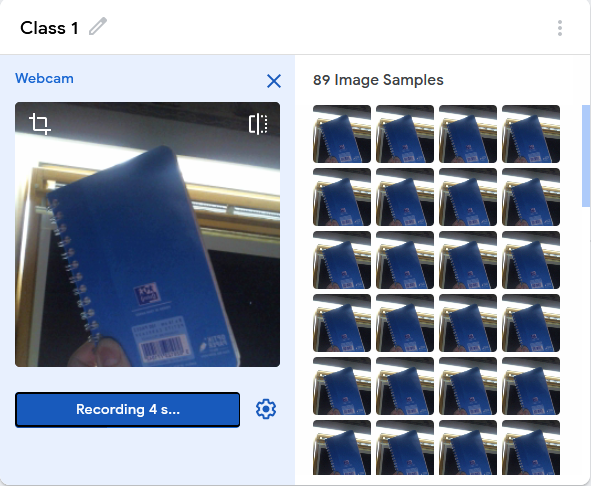 Class 1
Webcam
89 Image Samples
Recording 4 s...